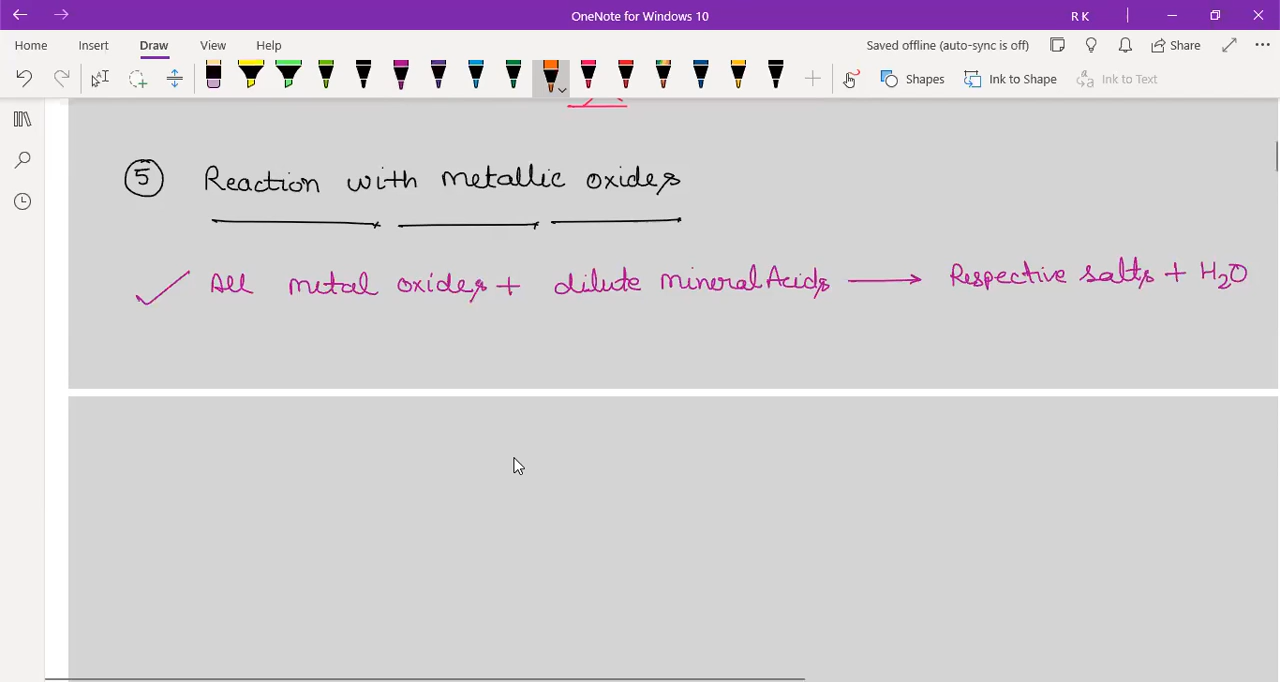 OneNote for Windows 10
R K
Home Insert Draw View Help
Saved offline (auto-sync is off) Share
Shapes Ink to Shape Ink to Text
5 Reaction with metallic oxides
All metal oxides + dilute mineral Acids → Respective salts + H₂O